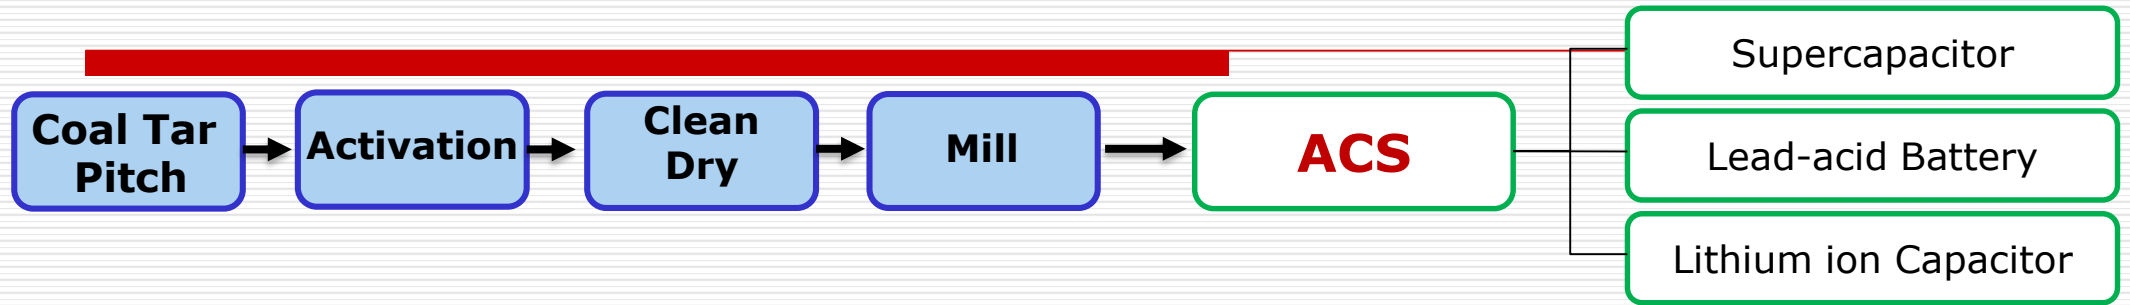 Coal Tar
Pitch
Activation
Clean
Dry
Mill
ACS
Supercapacitor
Lead-acid Battery
Lithium ion Capacitor